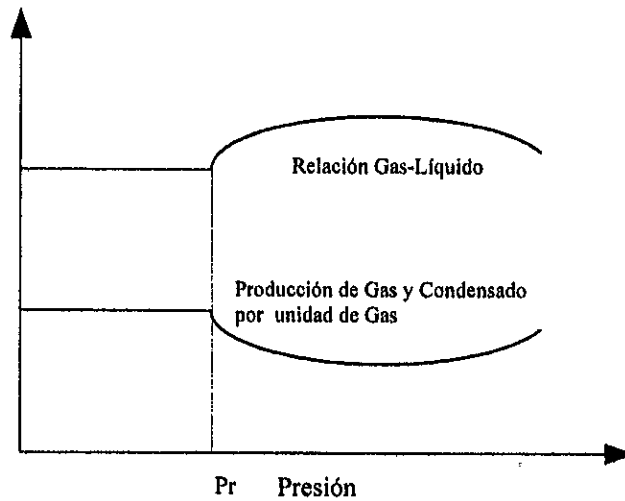 Relación Gas-Líquido
Producción de Gas y Condensado
por unidad de Gas
Pr Presión